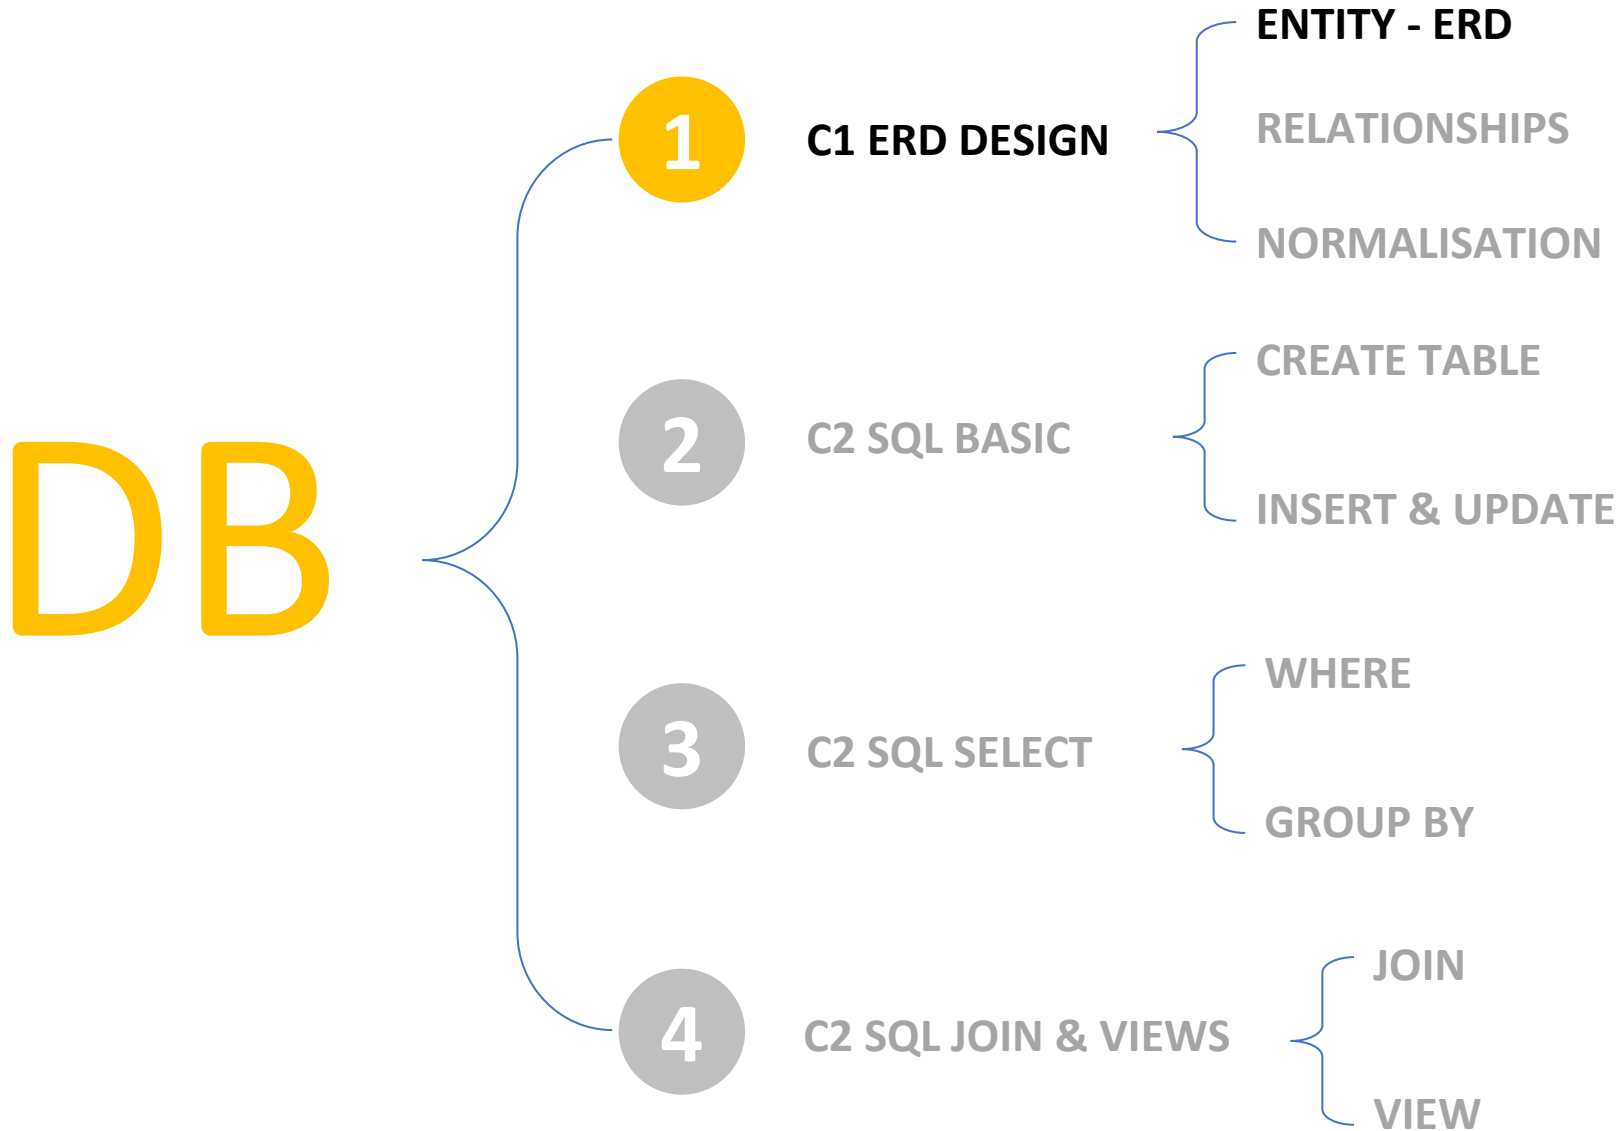 DB
1
C1 ERD DESIGN
ENTITY - ERD
RELATIONSHIPS
NORMALISATION
2
C2 SQL BASIC
CREATE TABLE
INSERT & UPDATE
3
C2 SQL SELECT
WHERE
GROUP BY
4
C2 SQL JOIN & VIEWS
JOIN
VIEW